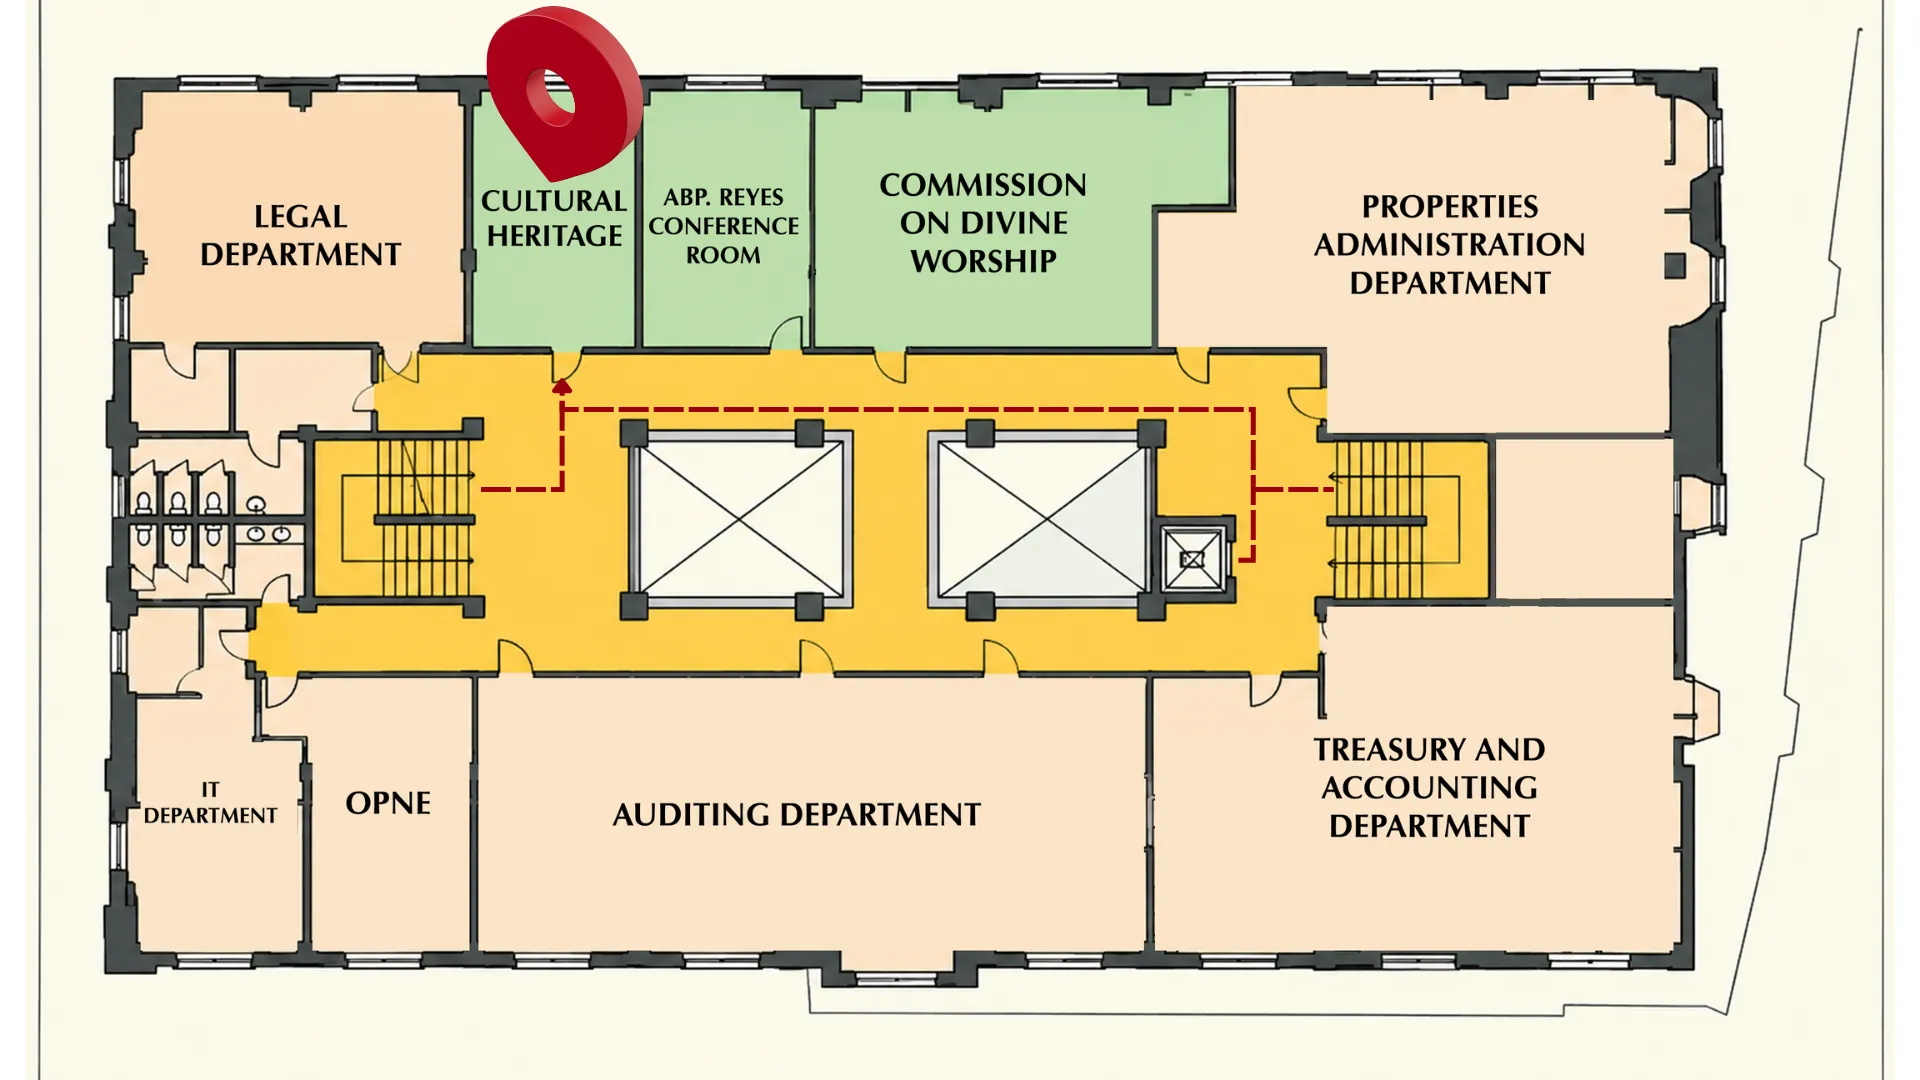 LEGAL
DEPARTMENT
CULTURAL
HERITAGE
ABP. REYES
CONFERENCE
ROOM
COMMISSION
ON DIVINE
WORSHIP
PROPERTIES
ADMINISTRATION
DEPARTMENT
IT
DEPARTMENT
OPNE
AUDITING DEPARTMENT
TREASURY AND
ACCOUNTING
DEPARTMENT